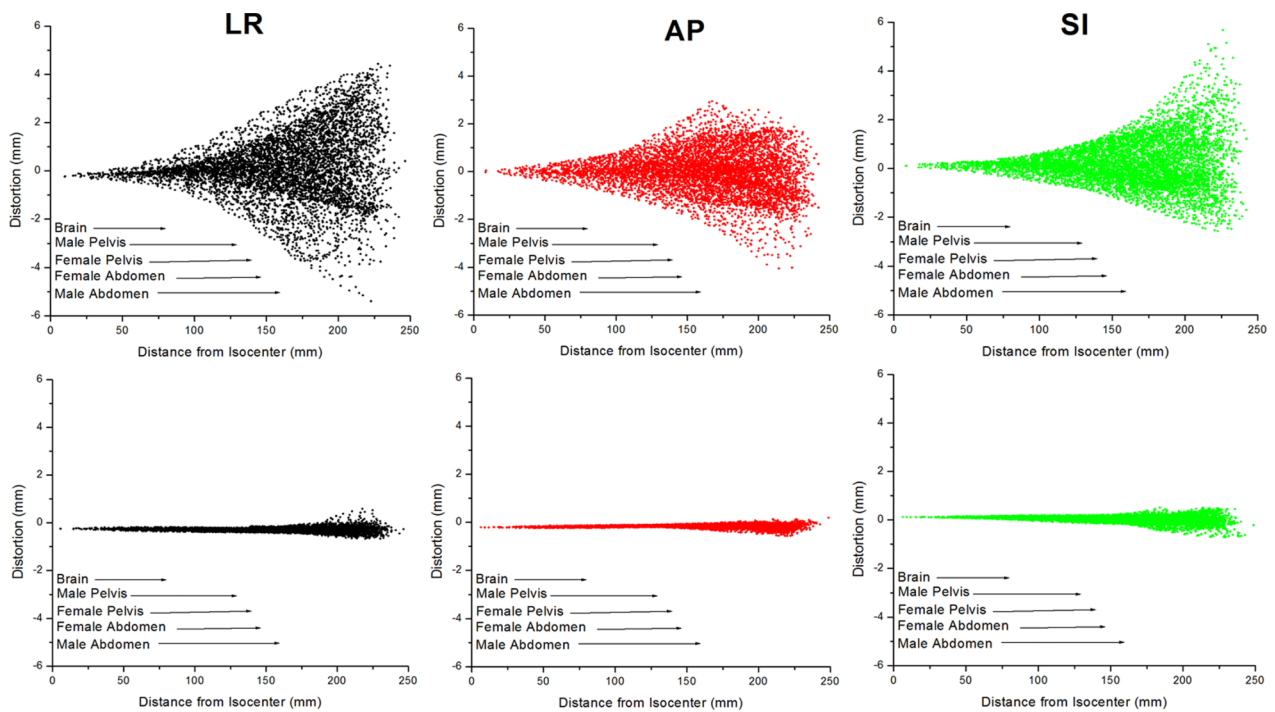 LR
AP
SI
6
4
2
0
-2
-4
-6
Distortion (mm)
Brain
Male Pelvis
Female Pelvis
Female Abdomen
Male Abdomen
0 50 100 150 200 250
Distance from Isocenter (mm)
6
4
2
0
-2
-4
-6
Distortion (mm)
Brain
Male Pelvis
Female Pelvis
Female Abdomen
Male Abdomen
0 50 100 150 200 250
Distance from Isocenter (mm)
6
4
2
0
-2
-4
-6
Distortion (mm)
Brain
Male Pelvis
Female Pelvis
Female Abdomen
Male Abdomen
0 50 100 150 200 250
Distance from Isocenter (mm)
6
4
2
0
-2
-4
-6
Distortion (mm)
Brain
Male Pelvis
Female Pelvis
Female Abdomen
Male Abdomen
0 50 100 150 200 250
Distance from Isocenter (mm)
6
4
2
0
-2
-4
-6
Distortion (mm)
Brain
Male Pelvis
Female Pelvis
Female Abdomen
Male Abdomen
0 50 100 150 200 250
Distance from Isocenter (mm)
6
4
2
0
-2
-4
-6
Distortion (mm)
Brain
Male Pelvis
Female Pelvis
Female Abdomen
Male Abdomen
0 50 100 150 200 250
Distance from Isocenter (mm)